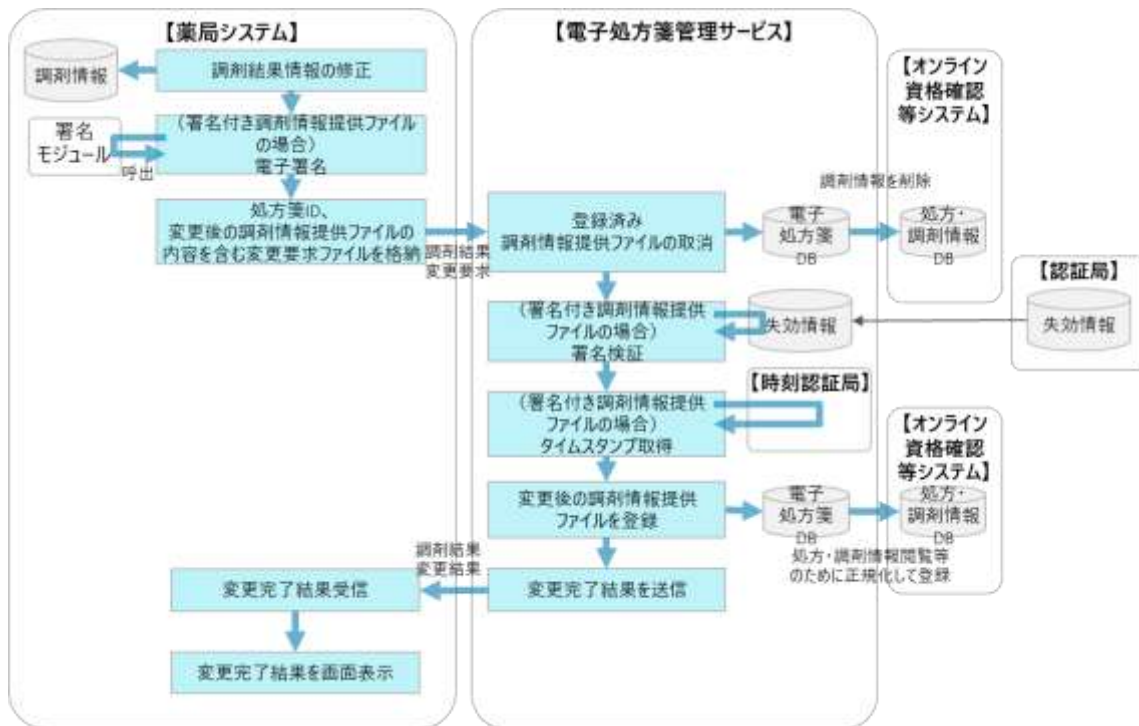 【薬局システム】
調剤情報
調剤結果情報の修正
署名
モジュール
呼出
（署名付き調剤情報提供ファイル
の場合）
電子署名
処方箋ID、
変更後の調剤情報提供ファイルの
内容を含む変更要求ファイルを格納
調剤結果
変更要求
【電子処方箋管理サービス】
登録済み
調剤情報提供ファイルの取消
電子
処方箋
DB
調剤情報を削除
【オンライン
資格確認
等システム】
処方・
調剤情報
DB
（署名付き調剤情報提供
ファイルの場合）
署名検証
失効情報
【認証局】
失効情報
（署名付き調剤情報提供
ファイルの場合）
タイムスタンプ取得
【時刻認証局】
変更後の調剤情報提供
ファイルを登録
電子
処方箋
DB
【オンライン
資格確認
等システム】
処方・
調剤情報
DB
処方・調剤情報閲覧等
のために正規化して登録
変更完了結果を送信
調剤結果
変更結果
変更完了結果受信
変更完了結果を画面表示